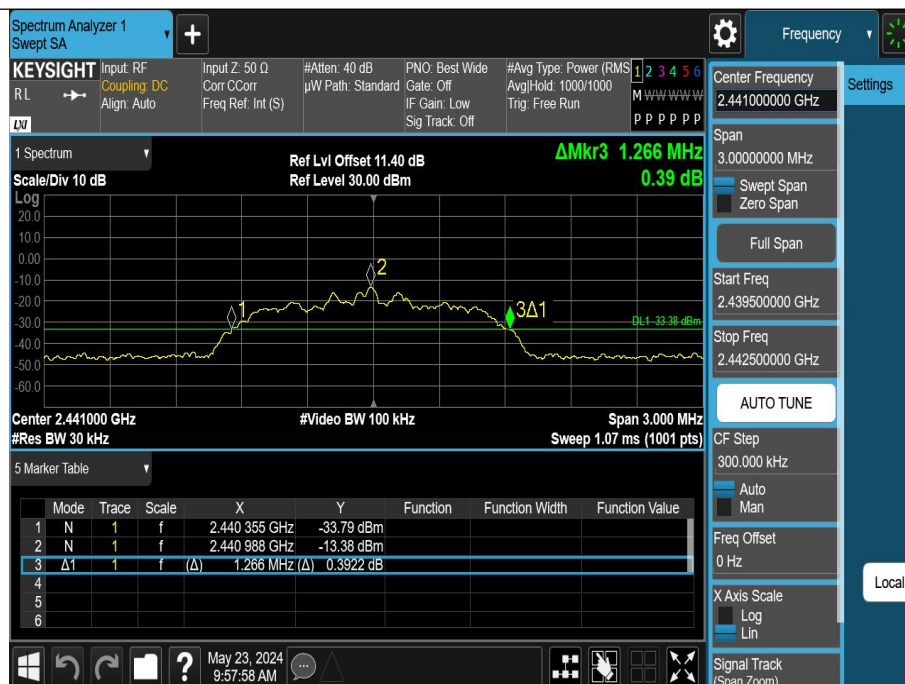 Spectrum Analyzer 1
Swept SA
+
Frequency
KEYSIGHT
RL
LXI
Input: RF
Coupling: DC
Align: Auto
Input Z: 50 Ω
Corr CCorr
Freq Ref: Int (S)
#Atten: 40 dB
µW Path: Standard
PNO: Best Wide
Gate: Off
IF Gain: Low
Sig Track: Off
#Avg Type: Power (RMS
Avg|Hold: 1000/1000
Trig: Free Run
1 2 3 4 5 6
M W W W W W
P P P P P P
1 Spectrum
Scale/Div 10 dB
Ref Lvl Offset 11.40 dB
Ref Level 30.00 dBm
ΔMkr3 1.266 MHz
0.39 dB
Log
20.0
10.0
0.00
-10.0
-20.0
-30.0
-40.0
-50.0
-60.0
1
2
3Δ1
DL1 -33.38 dBm
Center 2.441000 GHz
#Video BW 100 kHz
Span 3.000 MHz
#Res BW 30 kHz
Sweep 1.07 ms (1001 pts)
5 Marker Table
Mode Trace Scale X Y Function Function Width Function Value
1 N 1 f 2.440 355 GHz -33.79 dBm
2 N 1 f 2.440 988 GHz -13.38 dBm
3 Δ1 1 f (Δ) 1.266 MHz (Δ) 0.3922 dB
4
5
6
?
May 23, 2024
9:57:58 AM
Center Frequency
2.441000000 GHz
Settings
Span
3.00000000 MHz
Swept Span
Zero Span
Full Span
Start Freq
2.439500000 GHz
Stop Freq
2.442500000 GHz
AUTO TUNE
CF Step
300.000 kHz
Auto
Man
Freq Offset
0 Hz
Local
X Axis Scale
Log
Lin
Signal Track
(Span Zoom)